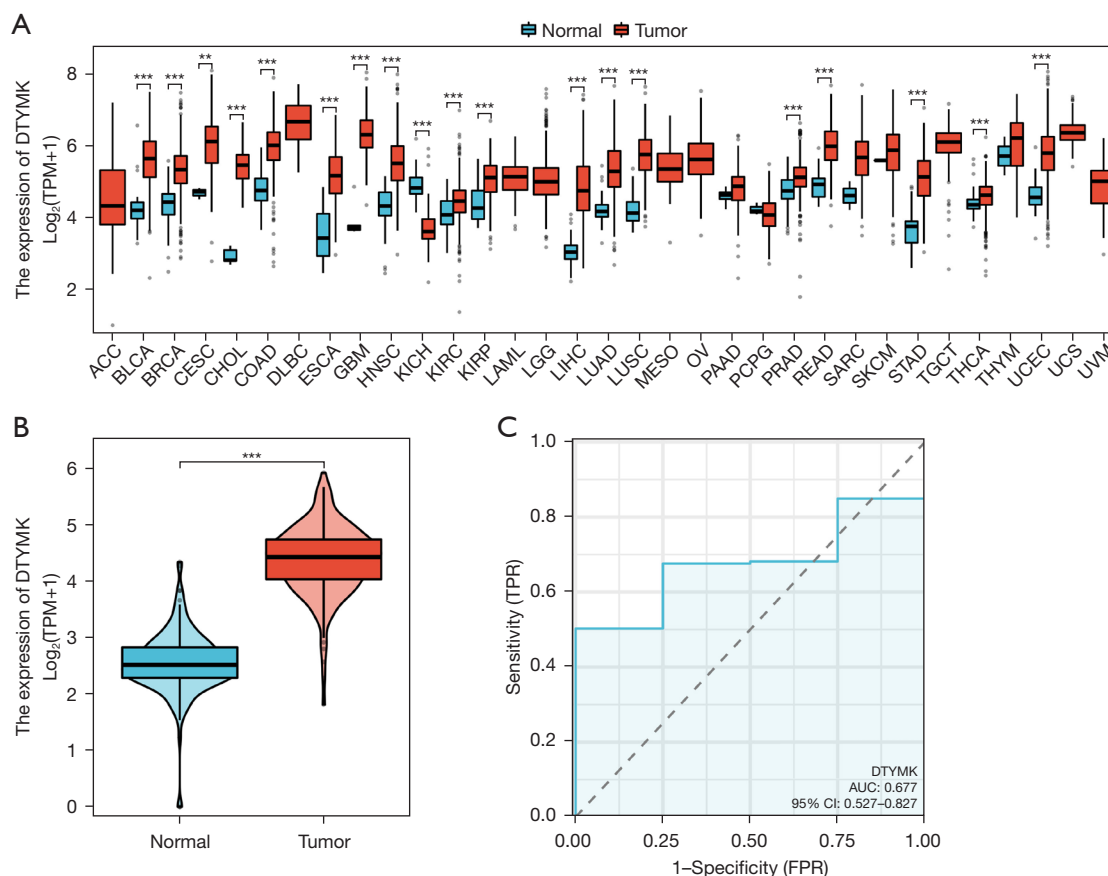 A
Normal Tumor
The expression of DTYMK
Log₂(TPM+1)
8
6
4
2
*** *** ** *** *** *** *** *** *** *** *** *** *** *** *** *** *** *** ***
ACC BLCA BRCA CESC CHOL COAD DLBC ESCA GBM HNSC KICH KIRC KIRP LAML LGG LIHC LUAD LUSC MESO OV PAAD PCPG PRAD READ SARC SKCM STAD TGCT THCA THYM UCEC UCS UVM
B
The expression of DTYMK
Log₂(TPM+1)
6
5
4
3
2
1
0
***
Normal Tumor
C
Sensitivity (TPR)
1.0
0.8
0.6
0.4
0.2
0.0
DTYMK
AUC: 0.677
95% CI: 0.527–0.827
0.00 0.25 0.50 0.75 1.00
1–Specificity (FPR)